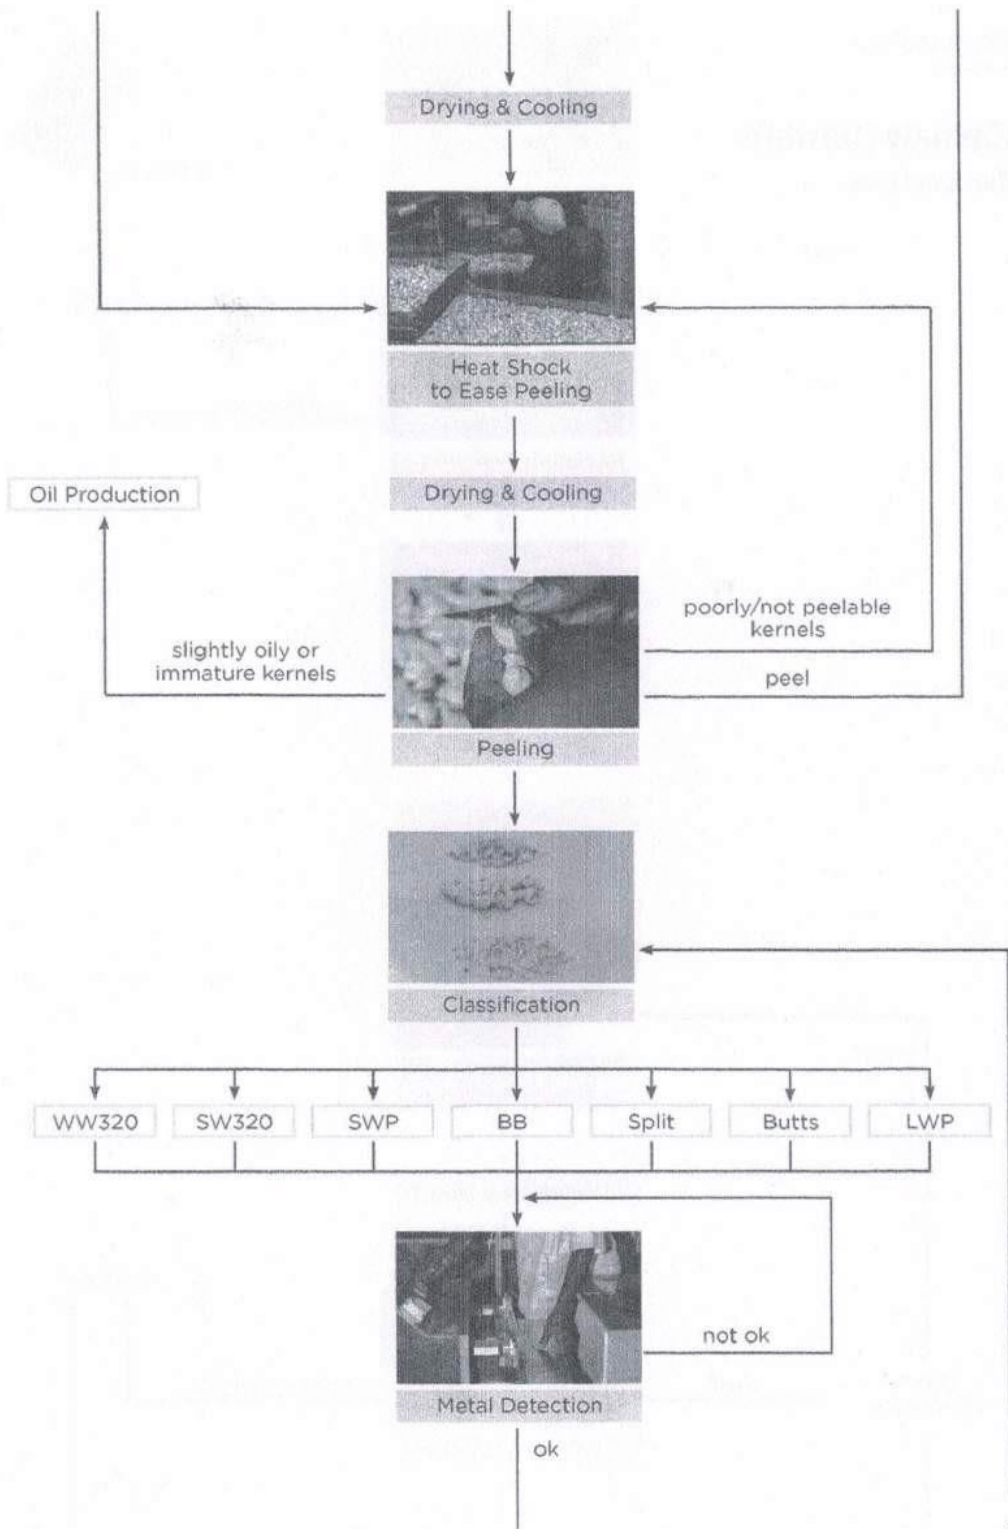 Drying & Cooling
Heat Shock
to Ease Peeling
Drying & Cooling
Oil Production
poorly/not peelable
kernels
slightly oily or
immature kernels
peel
Peeling
Classification
WW320
SW320
SWP
BB
Split
Butts
LWP
not ok
Metal Detection
ok